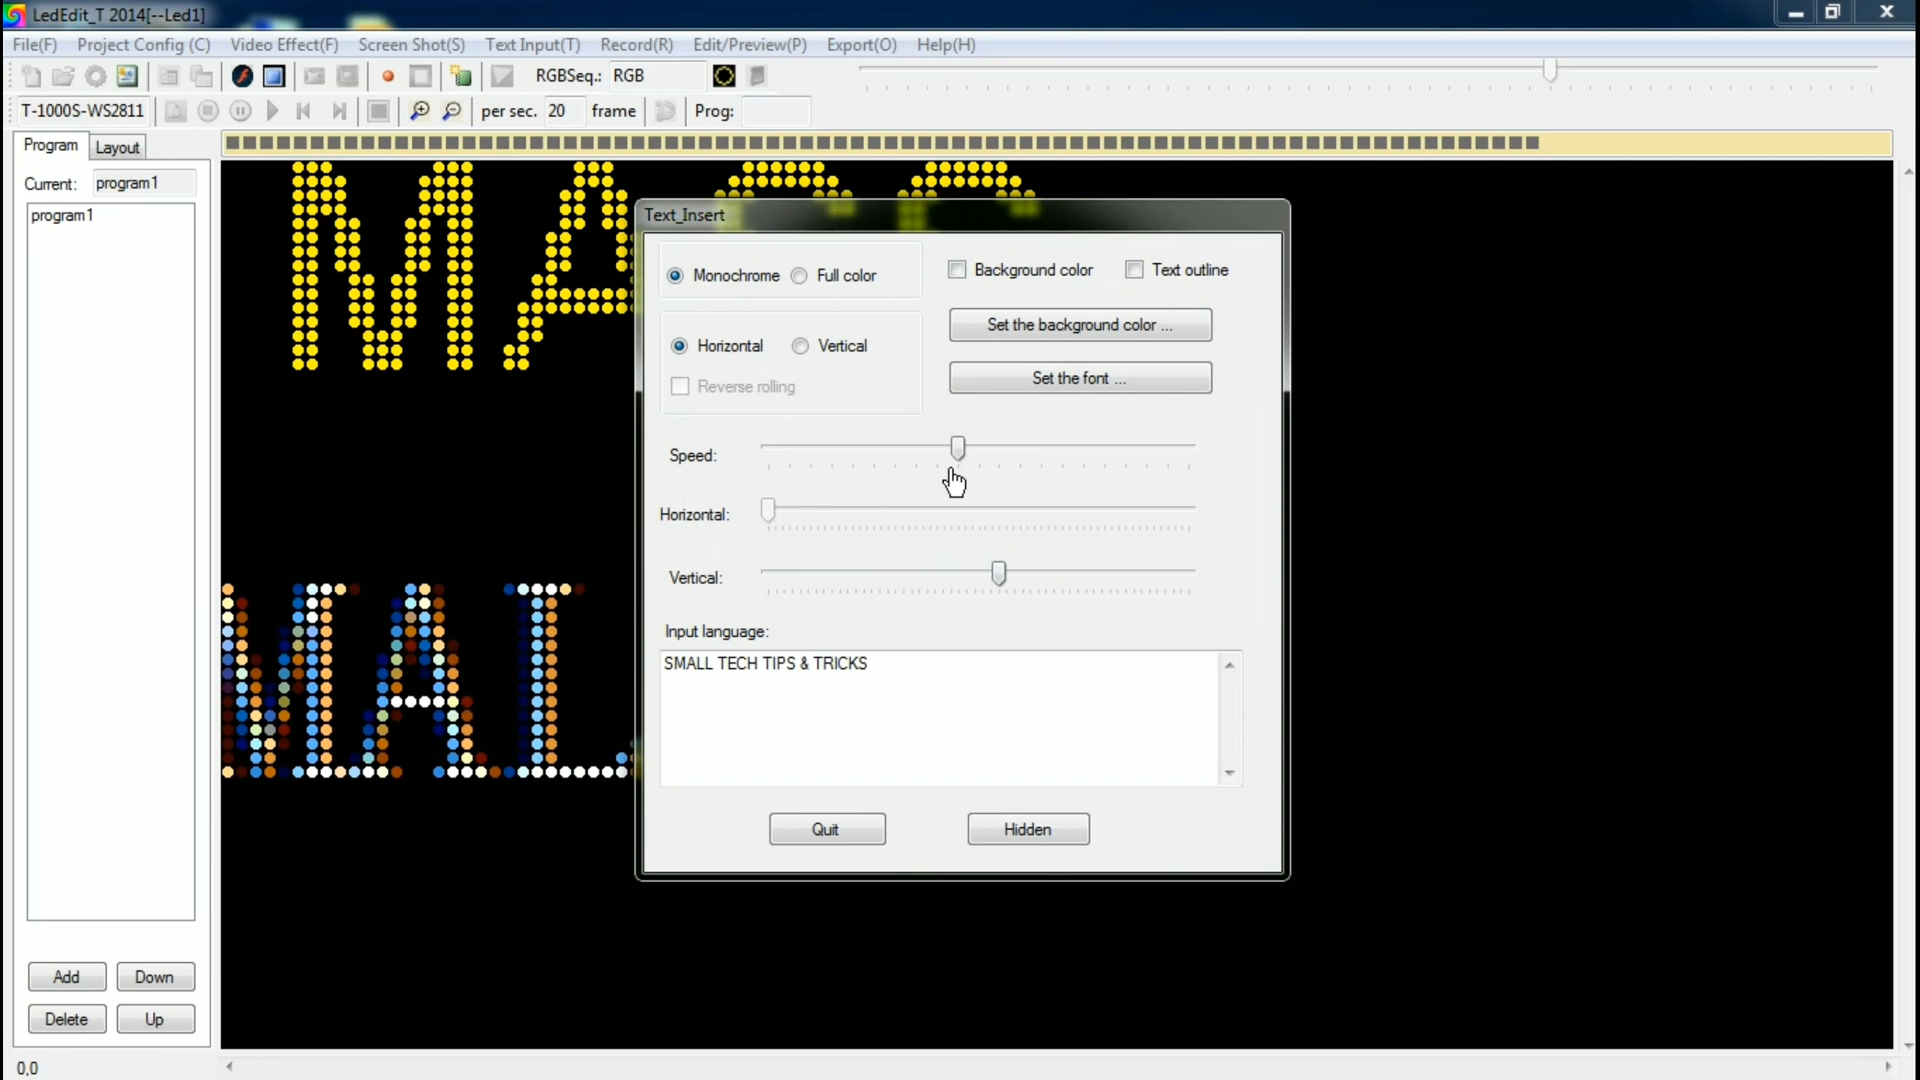 LedEdit_T 2014[--Led1]
File(F) Project Config (C) Video Effect(F) Screen Shot(S) Text Input(T) Record(R) Edit/Preview(P) Export(O) Help(H)
RGBSeq.: RGB
T-1000S-WS2811 per sec. 20 frame Prog:
Program Layout
Current: program1
program1
MA
Text_Insert
Monochrome Full color Background color Text outline
Set the background color ...
Horizontal Vertical
Set the font ...
Reverse rolling
Speed:
Horizontal:
Vertical:
Input language:
SMALL TECH TIPS & TRICKS
MAL
Quit Hidden
Add Down
Delete Up
0,0